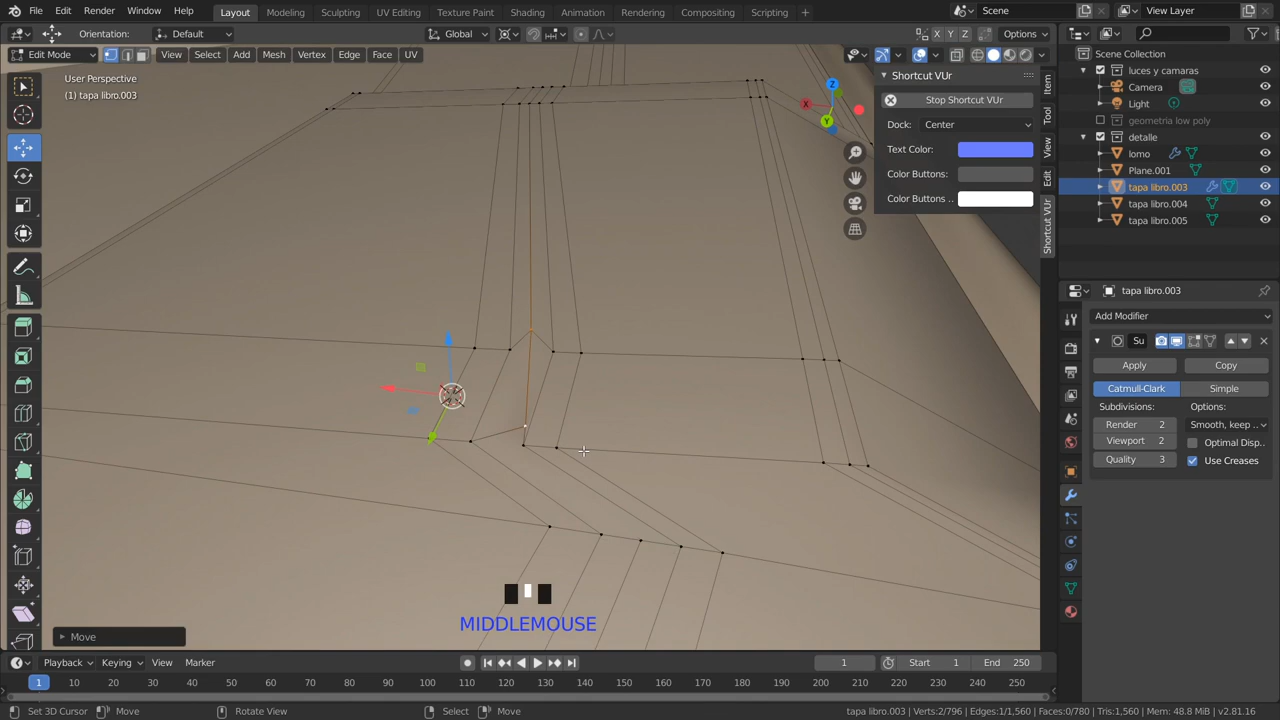 File Edit Render Window Help Layout Modeling Sculpting UV Editing Texture Paint Shading Animation Rendering Compositing Scripting + Scene View Layer
Orientation: Default Global X Y Z Options
Edit Mode View Select Add Mesh Vertex Edge Face UV
User Perspective
(1) tapa libro.003
Z
X
Y
Shortcut VUr
Stop Shortcut VUr
Dock: Center
Text Color:
Color Buttons:
Color Buttons ..
Item
Tool
View
Edit
Shortcut VUr
Scene Collection
luces y camaras
Camera
Light
geometria low poly
detalle
lomo
Plane.001
tapa libro.003
tapa libro.004
tapa libro.005
tapa libro.003
Add Modifier
Su
Apply Copy
Catmull-Clark Simple
Subdivisions: Options:
Render 2 Smooth, keep ..
Viewport 2 Optimal Disp..
Quality 3 Use Creases
MIDDLEMOUSE
Move
Playback Keying View Marker 1 Start 1 End 250
1 10 20 30 40 50 60 70 80 90 100 110 120 130 140 150 160 170 180 190 200 210 220 230 240 250
Set 3D Cursor Move Rotate View Select Move tapa libro.003 | Verts:2/796 | Edges:1/1,560 | Faces:0/780 | Tris:1,560 | Mem: 48.8 MiB | v2.81.16